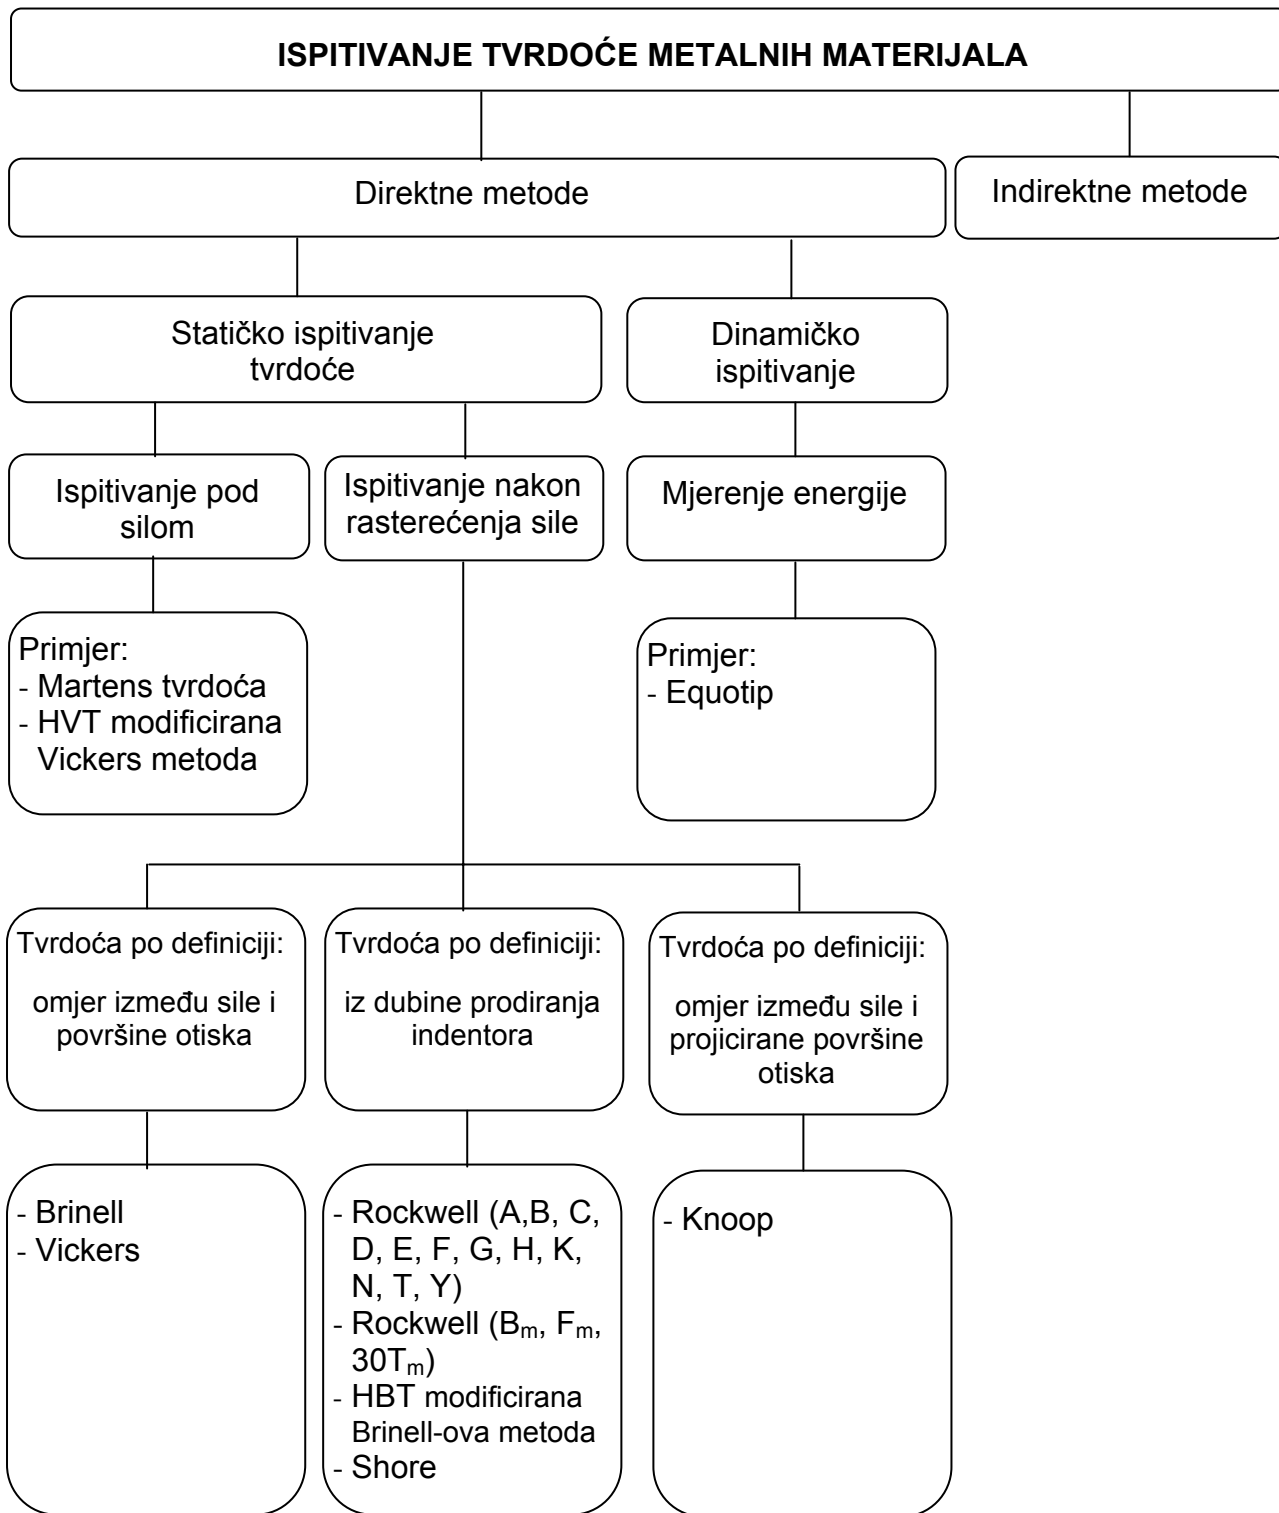 ISPITIVANJE TVRDOĆE METALNIH MATERIJALA
Direktne metode
Indirektne metode
Statičko ispitivanje
tvrdoće
Dinamičko
ispitivanje
Ispitivanje pod
silom
Ispitivanje nakon
rasterećenja sile
Mjerenje energije
Primjer:
- Martens tvrdoća
- HVT modificirana
Vickers metoda
Primjer:
- Equotip
Tvrdoća po definiciji:
omjer između sile i
površine otiska
Tvrdoća po definiciji:
iz dubine prodiranja
indentora
Tvrdoća po definiciji:
omjer između sile i
projicirane površine
otiska
- Brinell
- Vickers
- Rockwell (A,B, C,
D, E, F, G, H, K,
N, T, Y)
- Rockwell (Bₘ, Fₘ,
30Tₘ)
- HBT modificirana
Brinell-ova metoda
- Shore
- Knoop